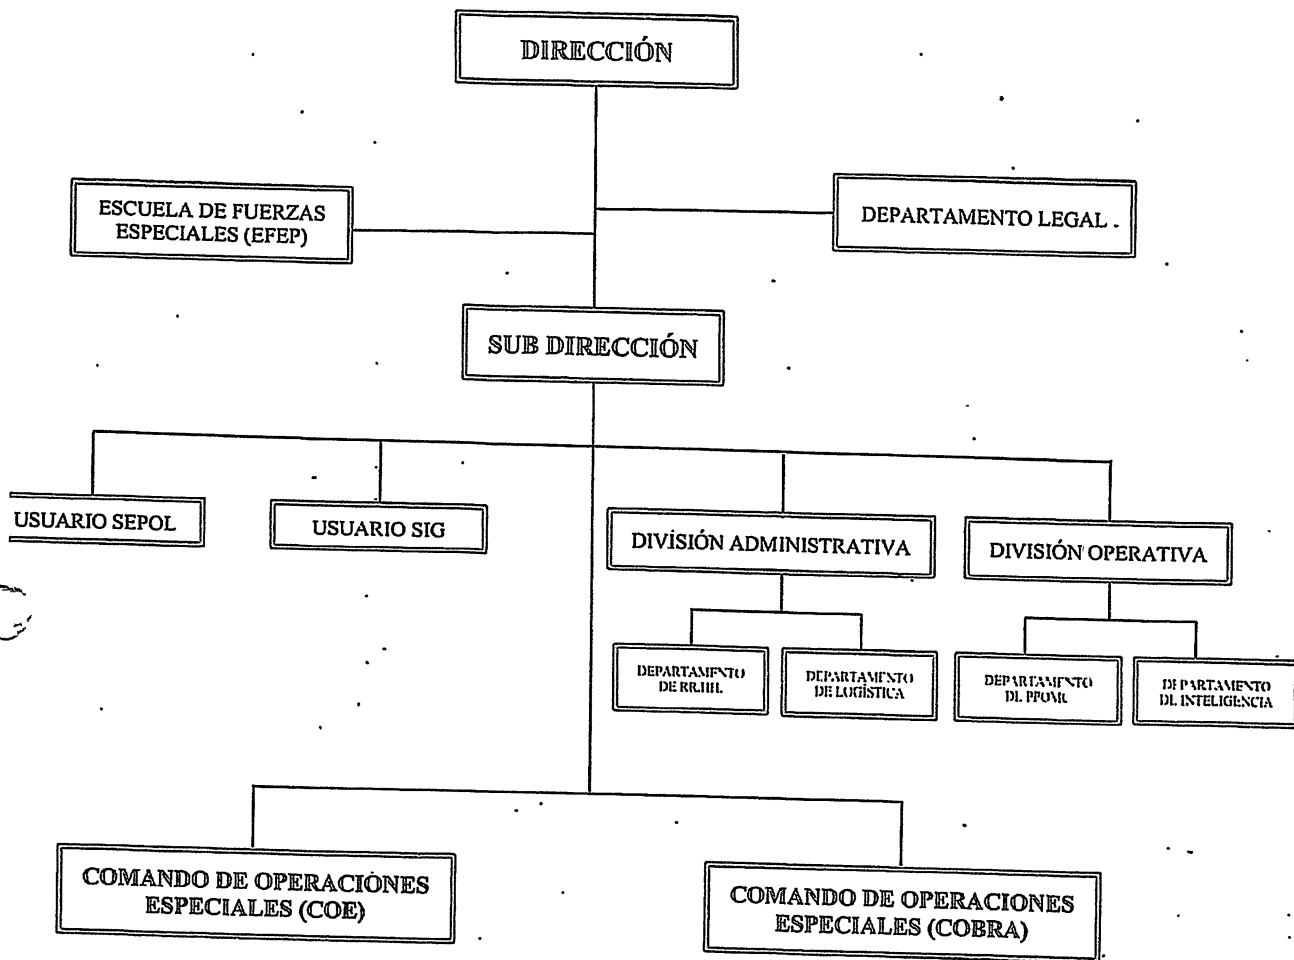 DIRECCIÓN
ESCUELA DE FUERZAS
ESPECIALES (EFEP)
DEPARTAMENTO LEGAL
SUB DIRECCIÓN
USUARIO SEPOL
USUARIO SIG
DIVISIÓN ADMINISTRATIVA
DIVISIÓN OPERATIVA
DEPARTAMENTO
DE RR.HH.
DEPARTAMENTO
DE LOGÍSTICA
DEPARTAMENTO
DEPARTAMENTO
DE INTELIGENCIA
COMANDO DE OPERACIONES
ESPECIALES (COE)
COMANDO DE OPERACIONES
ESPECIALES (COBRA)